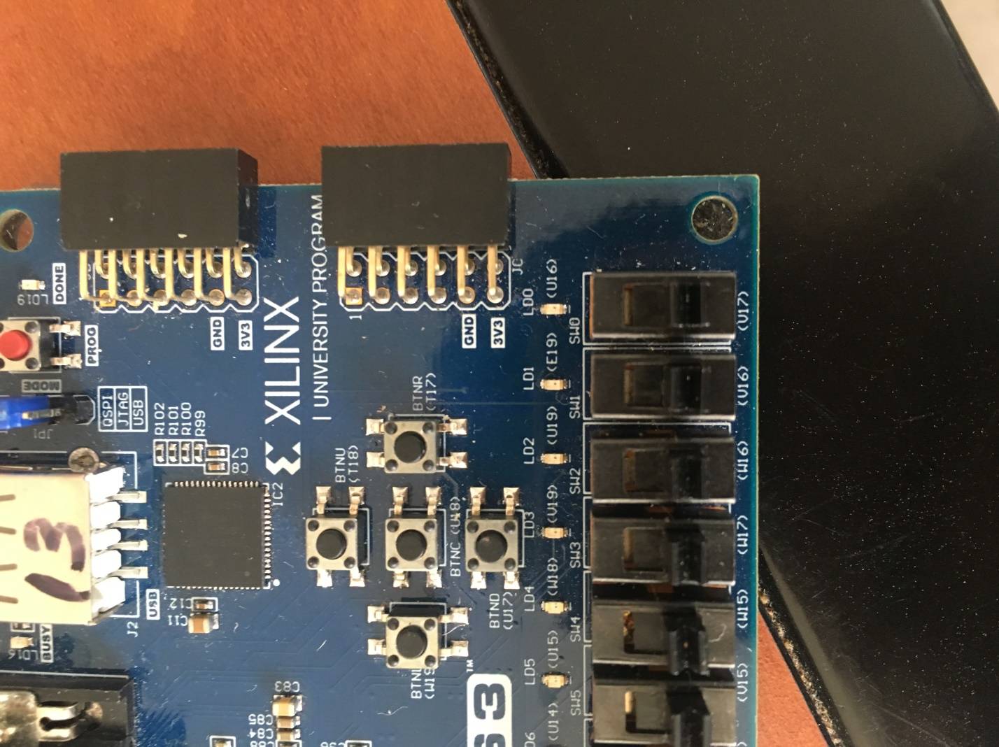 DONE
LD19
PROG
MODE
JP1
QSPI
JTAG
USB
R102
R101
R100
R99
C7
C8
IC2
GND
3V3
XILINX
UNIVERSITY PROGRAM
1
GND
3V3
JC
BTNR
(T17)
BTNU
(T18)
BTNC (U18)
BTND
(U17)
BTNL
(W19
LD0
(U16)
LD1
(E19)
LD2
(U19)
LD3
(V19)
LD4
(W18)
LD5
(U15)
(U14)
SW0
(V17)
SW1
(V16)
SW2
(W16)
SW3
(W17)
SW4
(W15)
SW5
(V15)
USB
J2
C12
C11
BUSY
LD16
C83
C85
C84
C88
3
TM